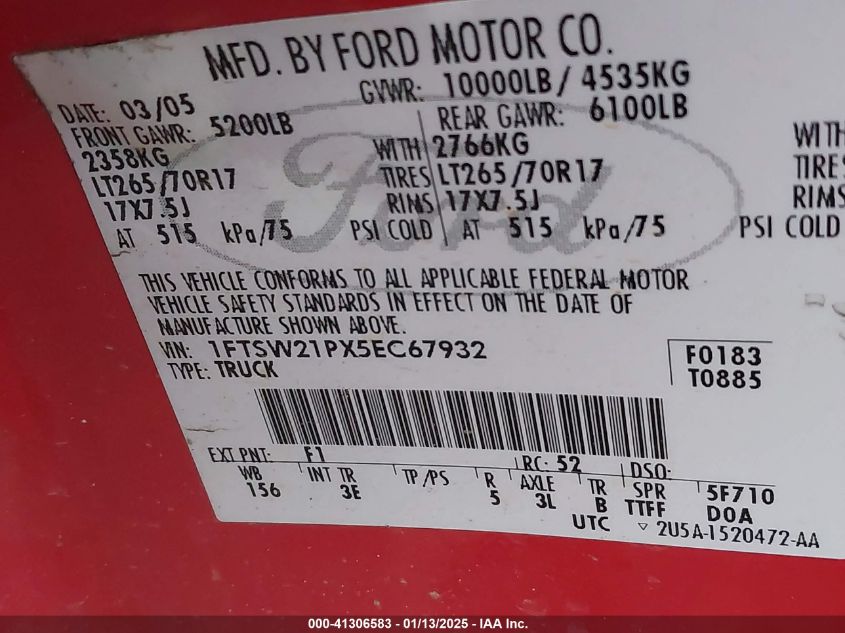 MFD. BY FORD MOTOR CO.
DATE: 03/05 GVWR: 10000LB / 4535KG
FRONT GAWR: 5200LB REAR GAWR: 6100LB
2358KG WITH 2766KG WITH
LT265/70R17 TIRES LT265/70R17 TIRES
17X7.5J RIMS 17X7.5J RIMS
AT 515 kPa/75 PSI COLD AT 515 kPa/75 PSI COLD
Ford
THIS VEHICLE CONFORMS TO ALL APPLICABLE FEDERAL MOTOR
VEHICLE SAFETY STANDARDS IN EFFECT ON THE DATE OF
MANUFACTURE SHOWN ABOVE.
VIN: 1FTSW21PX5EC67932 F0183
TYPE: TRUCK T0885
EXT PNT: F1 RC: 52 DSO:
WB INT TR TP/PS R AXLE TR SPR 5F710
156 3E 5 3L B TTFF DOA
UTC ▽ 2U5A-1520472-AA
000-41306583 - 01/13/2025 - IAA Inc.